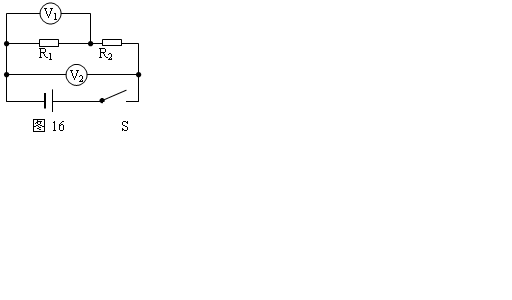 V1
R1 R2
V2
图 16 S